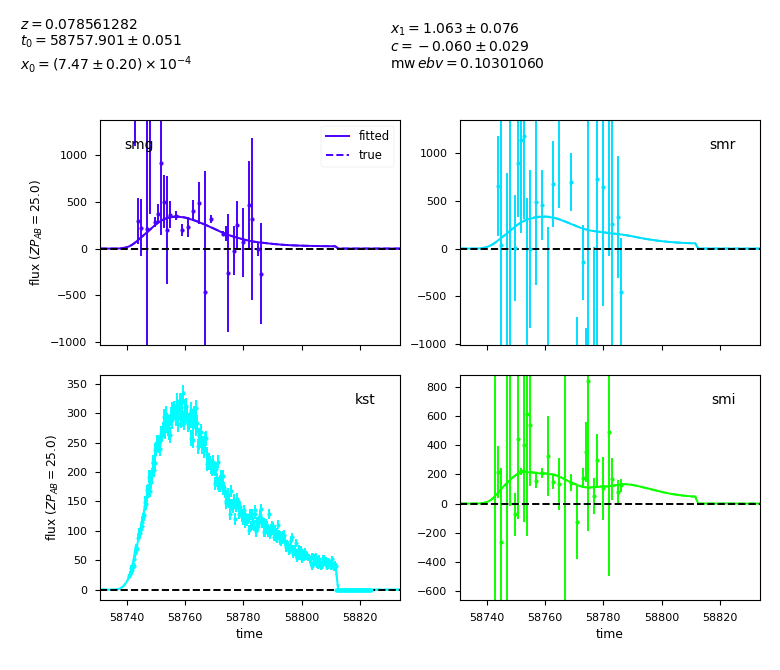 z = 0.078561282
t₀ = 58757.901 ± 0.051
x₀ = (7.47 ± 0.20) × 10⁻⁴
x₁ = 1.063 ± 0.076
c = −0.060 ± 0.029
mw ebv = 0.10301060
smg
fitted
true
1000
500
0
−500
−1000
flux (ZP_AB = 25.0)
smr
1000
500
0
−500
−1000
kst
350
300
250
200
150
100
50
0
flux (ZP_AB = 25.0)
58740 58760 58780 58800 58820
time
smi
800
600
400
200
0
−200
−400
−600
58740 58760 58780 58800 58820
time